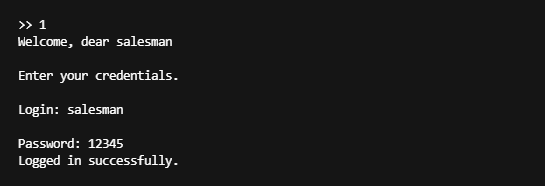 >> 1
Welcome, dear salesman
Enter your credentials.
Login: salesman
Password: 12345
Logged in successfully.